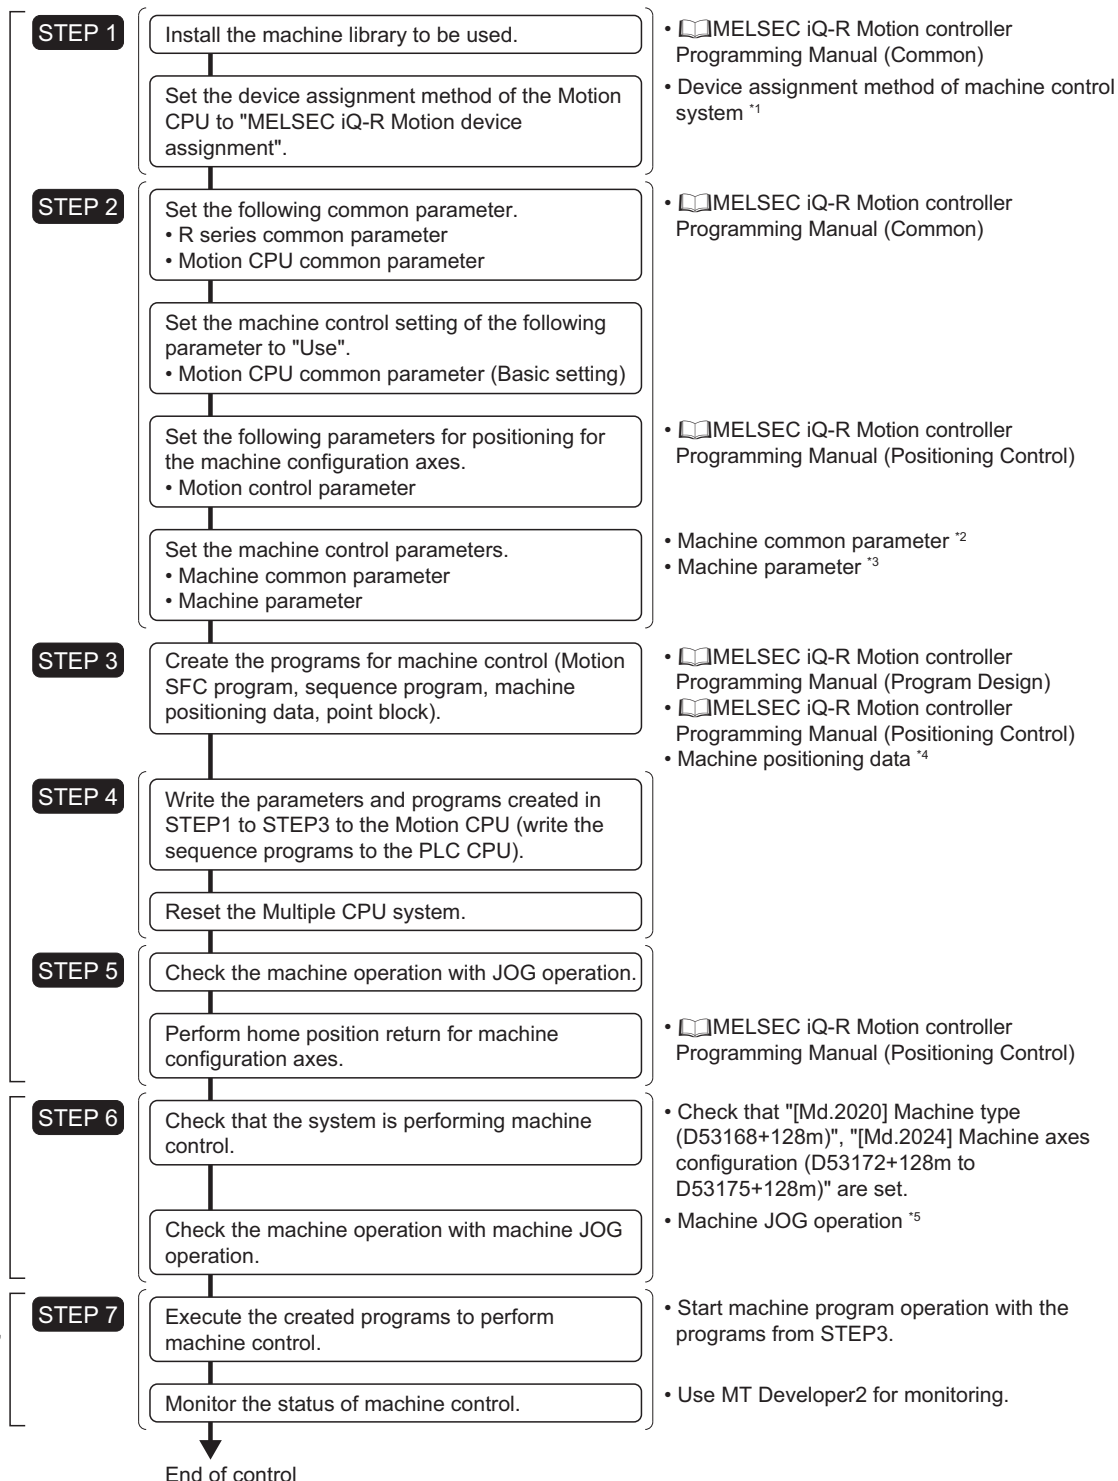 STEP 1
Install the machine library to be used.
• MELSEC iQ-R Motion controller
Programming Manual (Common)
Set the device assignment method of the Motion
CPU to "MELSEC iQ-R Motion device
assignment".
• Device assignment method of machine control
system *1
STEP 2
Set the following common parameter.
• R series common parameter
• Motion CPU common parameter
• MELSEC iQ-R Motion controller
Programming Manual (Common)
Set the machine control setting of the following
parameter to "Use".
• Motion CPU common parameter (Basic setting)
Set the following parameters for positioning for
the machine configuration axes.
• Motion control parameter
• MELSEC iQ-R Motion controller
Programming Manual (Positioning Control)
Set the machine control parameters.
• Machine common parameter
• Machine parameter
• Machine common parameter *2
• Machine parameter *3
STEP 3
Create the programs for machine control (Motion
SFC program, sequence program, machine
positioning data, point block).
• MELSEC iQ-R Motion controller
Programming Manual (Program Design)
• MELSEC iQ-R Motion controller
Programming Manual (Positioning Control)
• Machine positioning data *4
STEP 4
Write the parameters and programs created in
STEP1 to STEP3 to the Motion CPU (write the
sequence programs to the PLC CPU).
Reset the Multiple CPU system.
STEP 5
Check the machine operation with JOG operation.
Perform home position return for machine
configuration axes.
• MELSEC iQ-R Motion controller
Programming Manual (Positioning Control)
STEP 6
Check that the system is performing machine
control.
• Check that "[Md.2020] Machine type
(D53168+128m)", "[Md.2024] Machine axes
configuration (D53172+128m to
D53175+128m)" are set.
Check the machine operation with machine JOG
operation.
• Machine JOG operation *5
STEP 7
Execute the created programs to perform
machine control.
• Start machine program operation with the
programs from STEP3.
Monitor the status of machine control.
• Use MT Developer2 for monitoring.
End of control